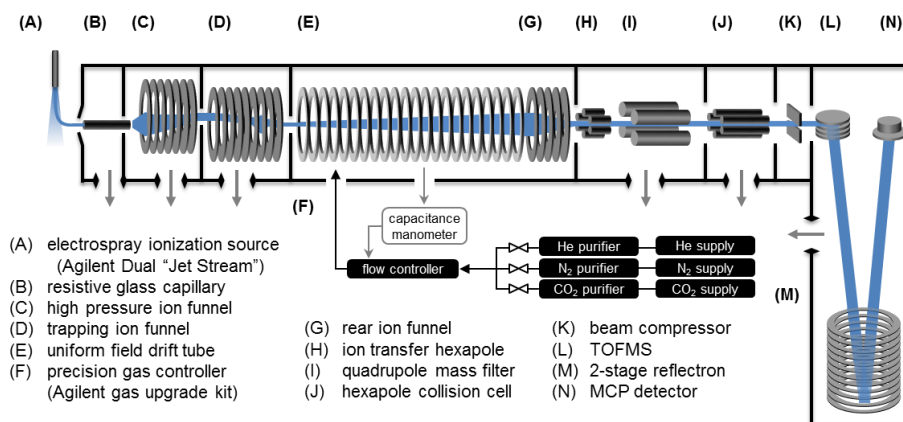 (A) (B) (C) (D) (E) (G) (H) (I) (J) (K) (L) (N)
(F)
capacitance
manometer
flow controller
He purifier He supply
N₂ purifier N₂ supply
CO₂ purifier CO₂ supply
(M)
(A) electrospray ionization source
(Agilent Dual “Jet Stream”)
(B) resistive glass capillary
(C) high pressure ion funnel
(D) trapping ion funnel
(E) uniform field drift tube
(F) precision gas controller
(Agilent gas upgrade kit)
(G) rear ion funnel
(H) ion transfer hexapole
(I) quadrupole mass filter
(J) hexapole collision cell
(K) beam compressor
(L) TOFMS
(M) 2-stage reflectron
(N) MCP detector